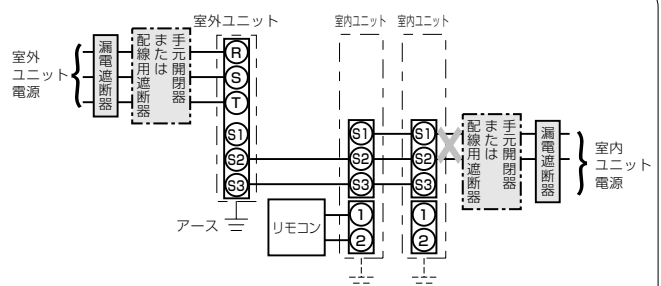 室外
ユニット
電源
漏電遮断器
手元開閉器
または
配線用遮断器
室外ユニット
R
S
T
S1
S2
S3
アース
リモコン
室内ユニット
S1
S2
S3
1
2
室内ユニット
S1
S2
S3
1
2
手元開閉器
または
配線用遮断器
漏電遮断器
室内
ユニット
電源